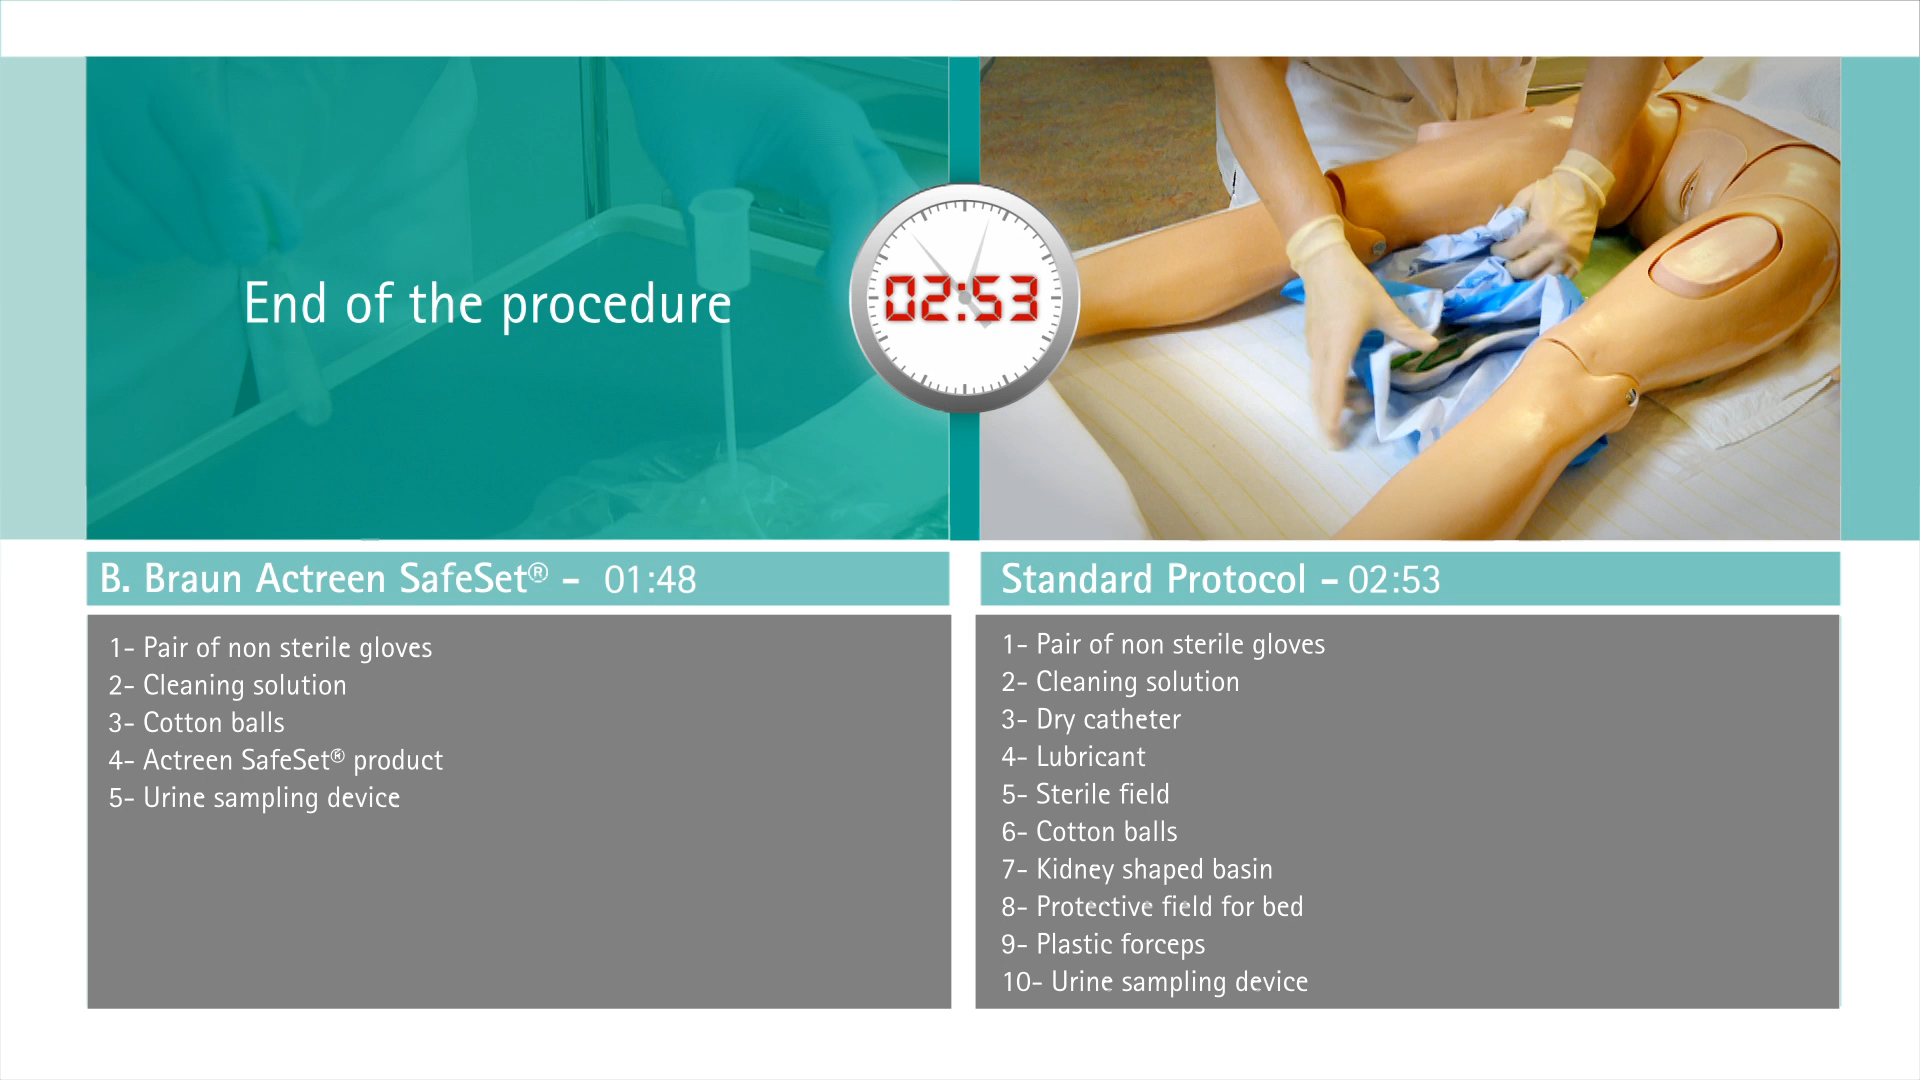 End of the procedure
02:53
B. Braun Actreen SafeSet® - 01:48
1- Pair of non sterile gloves
2- Cleaning solution
3- Cotton balls
4- Actreen SafeSet® product
5- Urine sampling device
Standard Protocol - 02:53
1- Pair of non sterile gloves
2- Cleaning solution
3- Dry catheter
4- Lubricant
5- Sterile field
6- Cotton balls
7- Kidney shaped basin
8- Protective field for bed
9- Plastic forceps
10- Urine sampling device